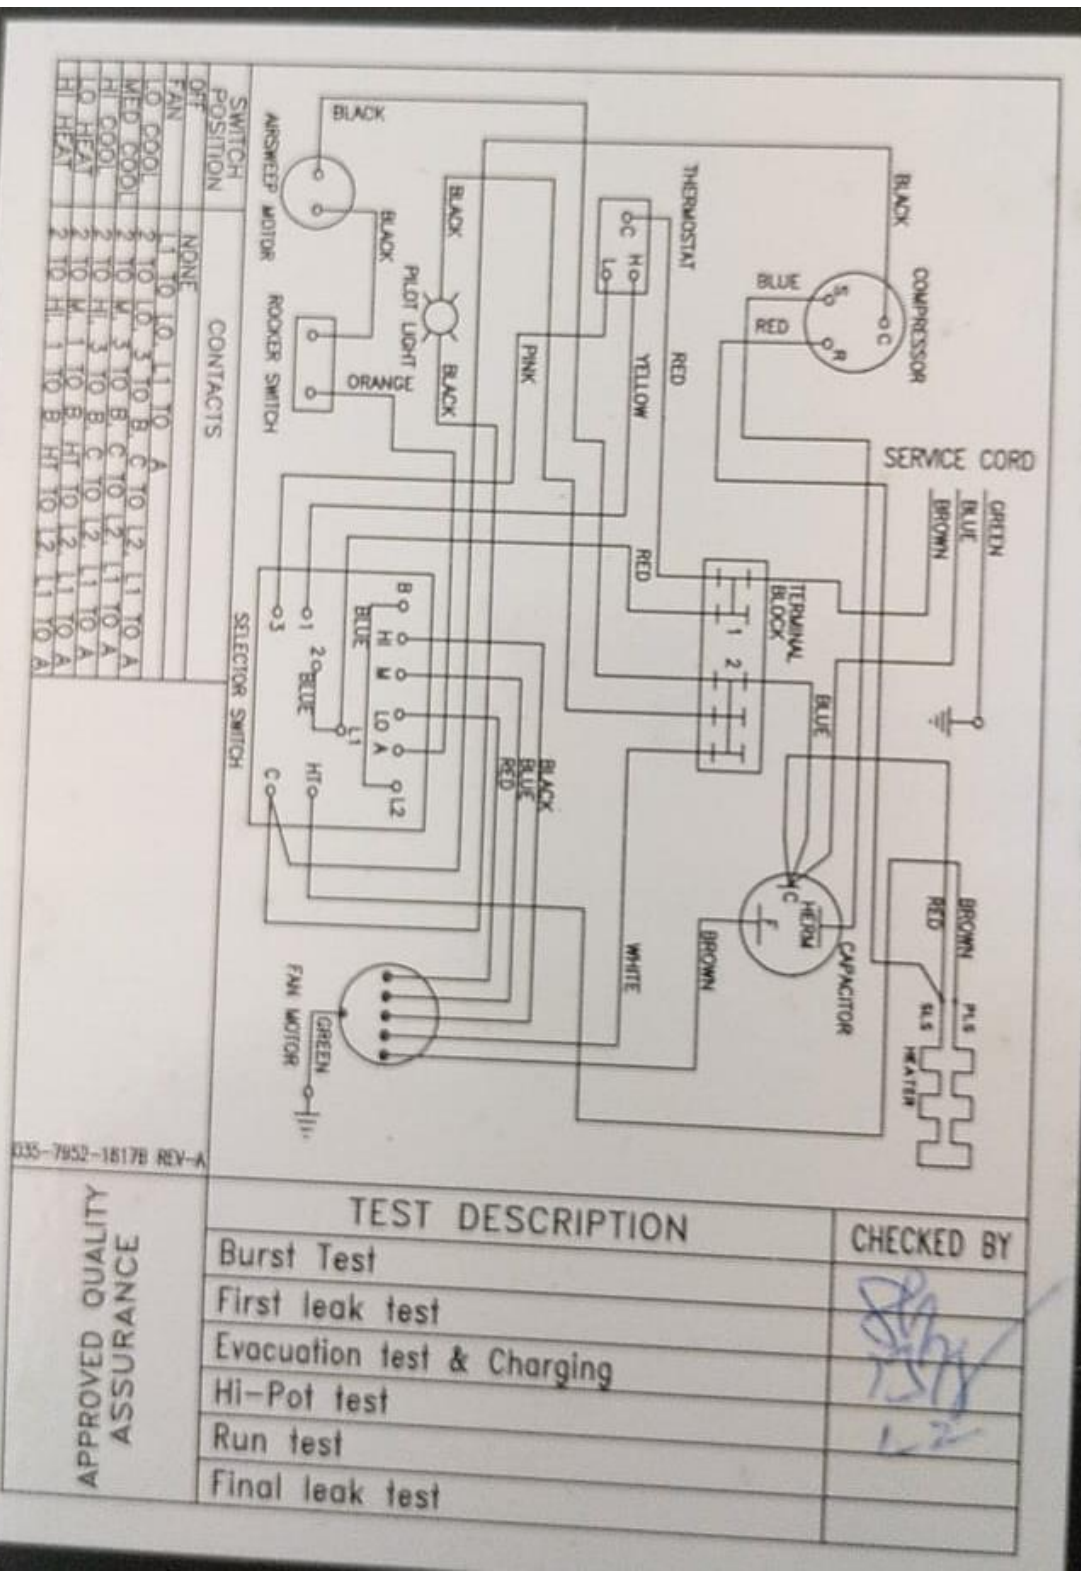 BLACK
AIRSWEEP MOTOR
BLACK
BLACK
PILOT LIGHT
BLACK
ROCKER SWITCH
ORANGE
THERMOSTAT
C
H
L
PINK
YELLOW
RED
BLACK
COMPRESSOR
BLUE
RED
S
C
R
SERVICE CORD
GREEN
BLUE
BROWN
RED
TERMINAL
BLOCK
1
2
BLUE
SELECTOR SWITCH
3
1
2
BLUE
L1
BLUE
B
HI
M
LO
A
L2
HT
C
BLACK
BLUE
RED
CAPACITOR
HERM
C
F
BROWN
WHITE
BROWN
RED
PLS
SLS
HEATER
FAN MOTOR
GREEN
SWITCH
POSITION
CONTACTS
OFF NONE
FAN L1 TO LO, L1 TO A
LO COOL 2 TO LO, 3 TO B, C TO L2, L1 TO A
MED COOL 2 TO M, 3 TO B, C TO L2, L1 TO A
HI COOL 2 TO HI, 3 TO B, C TO L2, L1 TO A
LO HEAT 2 TO M, 1 TO B, HT TO L2, L1 TO A
HI HEAT 2 TO HI, 1 TO B, HT TO L2, L1 TO A
035-7952-1817B REV-A
APPROVED QUALITY
ASSURANCE
TEST DESCRIPTION CHECKED BY
Burst Test
First leak test
Evacuation test & Charging
Hi-Pot test
Run test
Final leak test